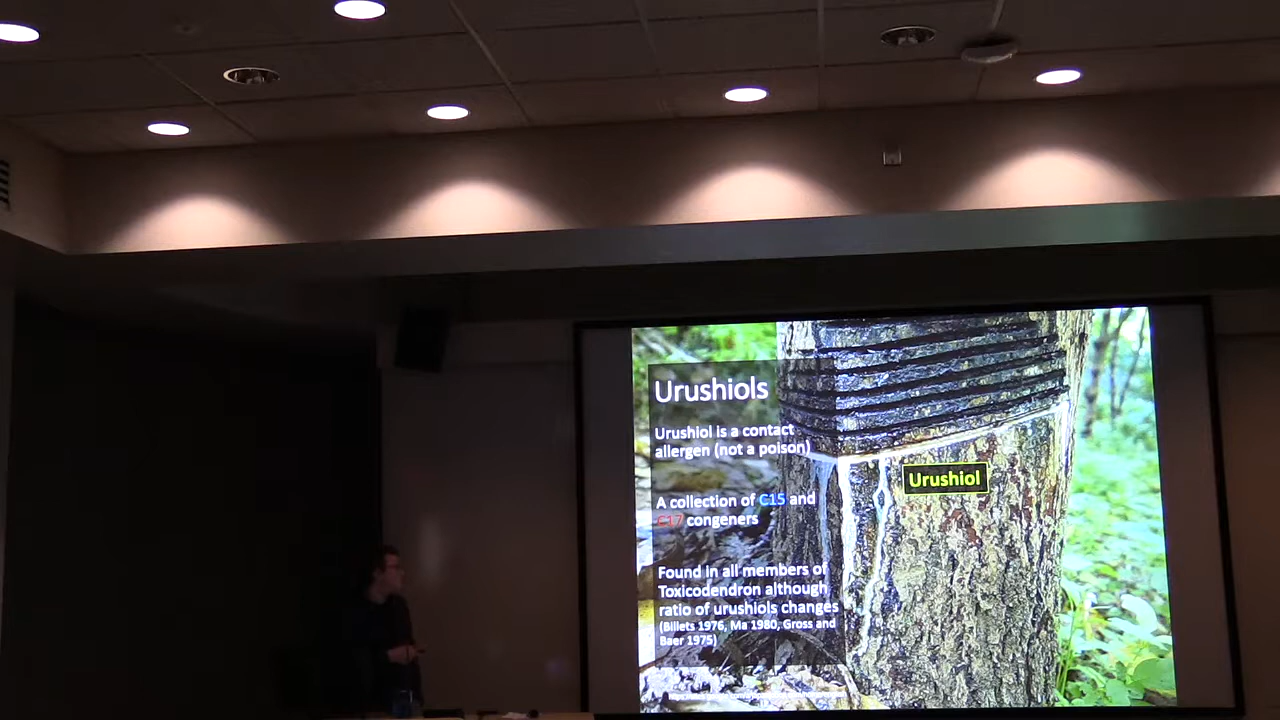 Urushiols
Urushiol is a contact
allergen (not a poison)
A collection of C15 and
C17 congeners
Found in all members of
Toxicodendron although
ratio of urushiols changes
(Billets 1976, Ma 1980, Gross and
Baer 1975)
Urushiol